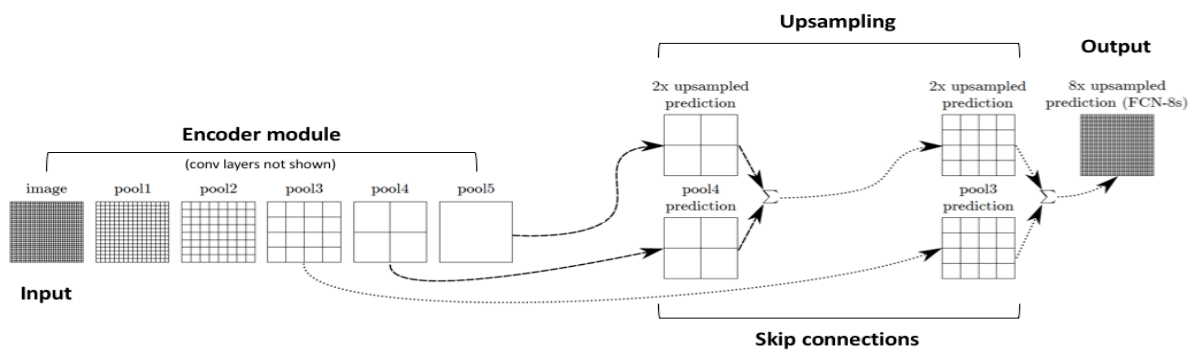 Upsampling
Output
2x upsampled
prediction
2x upsampled
prediction
8x upsampled
prediction (FCN-8s)
Encoder module
(conv layers not shown)
image
pool1
pool2
pool3
pool4
pool5
pool4
prediction
Σ
pool3
prediction
Σ
Input
Skip connections